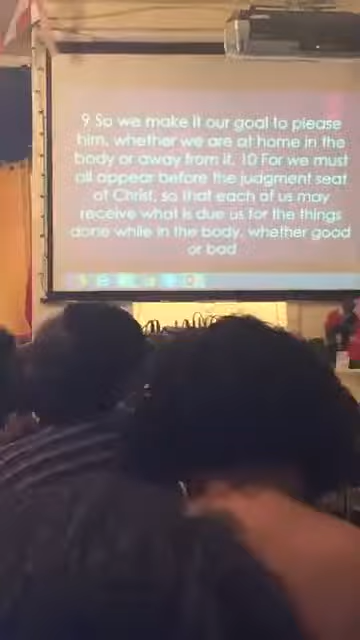 9 So we make it our goal to please
him, whether we are at home in the
body or away from it. 10 For we must
all appear before the judgment seat
of Christ, so that each of us may
receive what is due us for the things
done while in the body, whether good
or bad